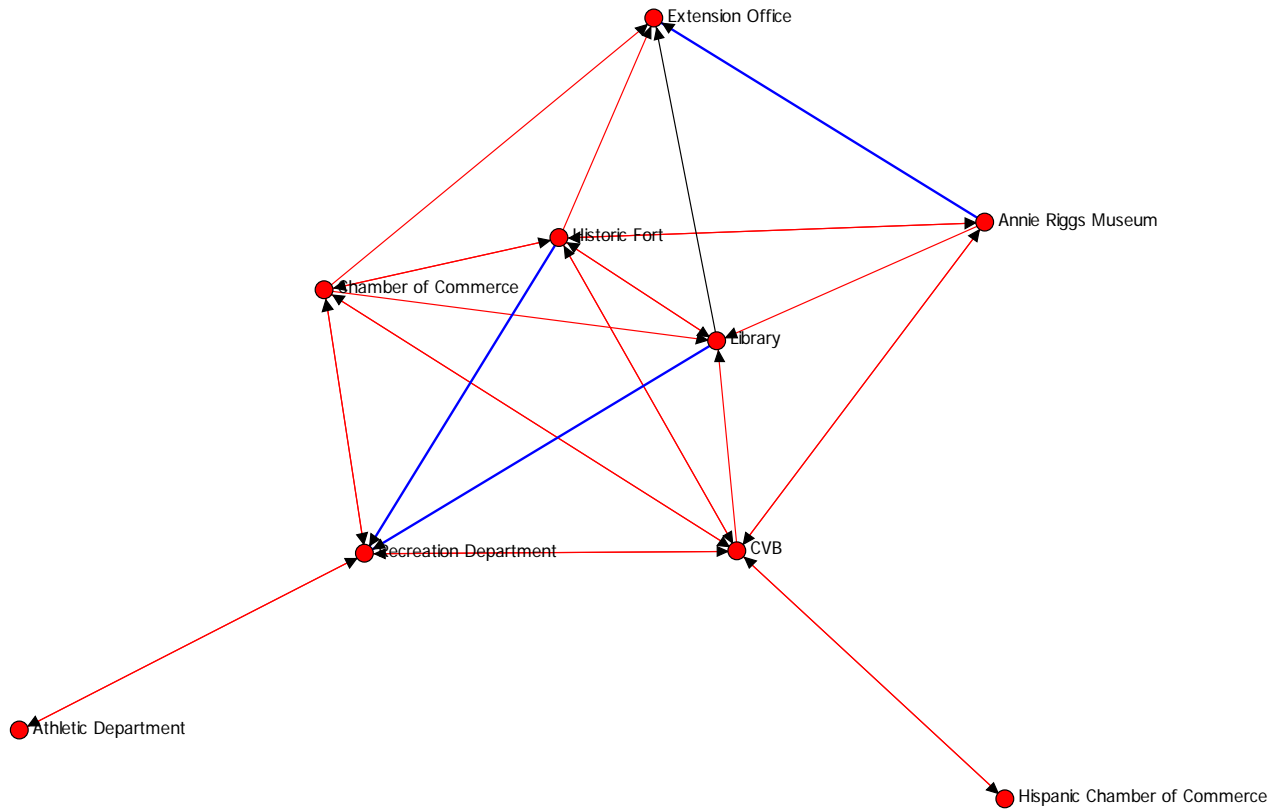 Extension Office
Annie Riggs Museum
Historic Fort
Chamber of Commerce
Library
Recreation Department
CVB
Athletic Department
Hispanic Chamber of Commerce